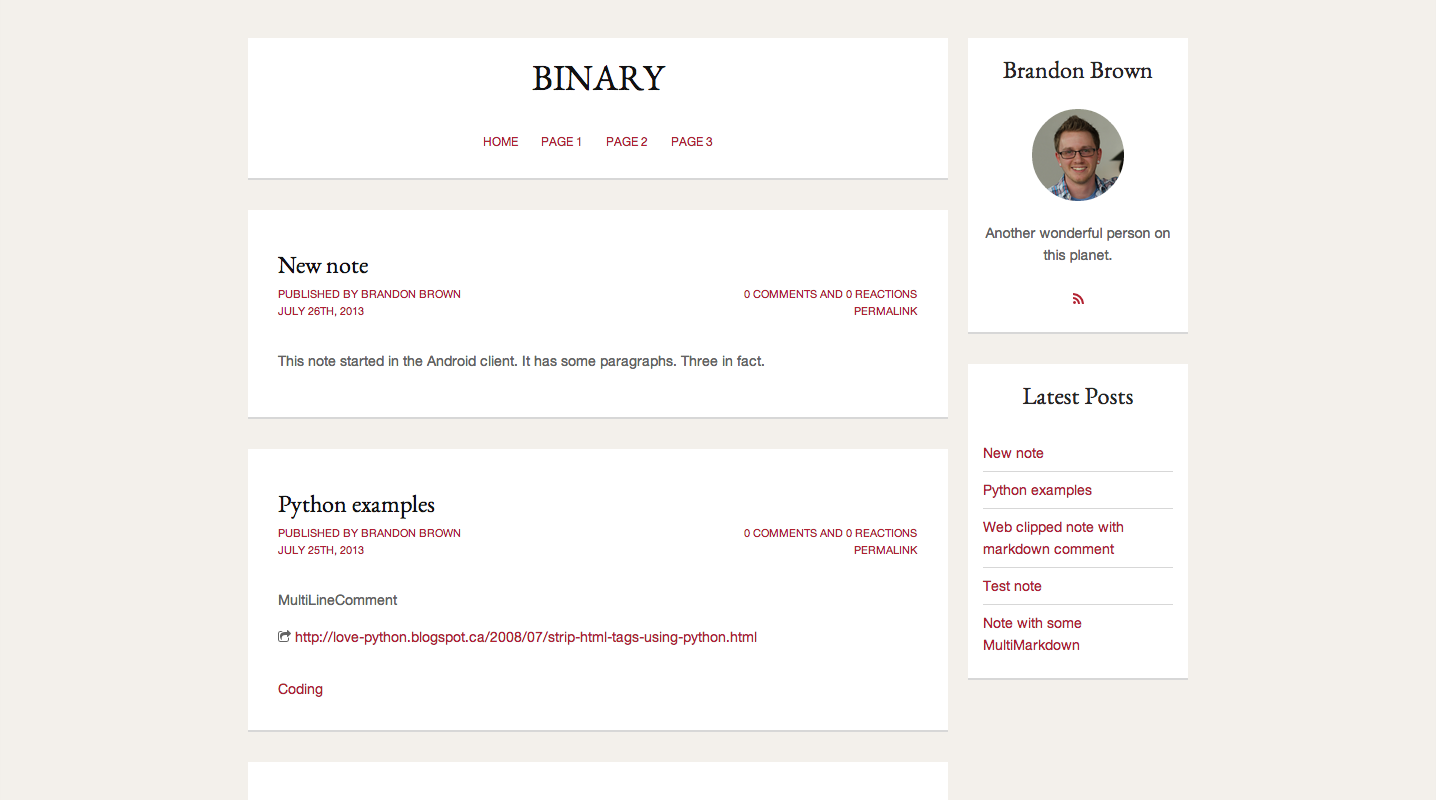 BINARY
HOME PAGE 1 PAGE 2 PAGE 3
New note
PUBLISHED BY BRANDON BROWN
JULY 26TH, 2013
0 COMMENTS AND 0 REACTIONS
PERMALINK
This note started in the Android client. It has some paragraphs. Three in fact.
Python examples
PUBLISHED BY BRANDON BROWN
JULY 25TH, 2013
0 COMMENTS AND 0 REACTIONS
PERMALINK
MultiLineComment
http://love-python.blogspot.ca/2008/07/strip-html-tags-using-python.html
Coding
Brandon Brown
Another wonderful person on
this planet.
Latest Posts
New note
Python examples
Web clipped note with
markdown comment
Test note
Note with some
MultiMarkdown